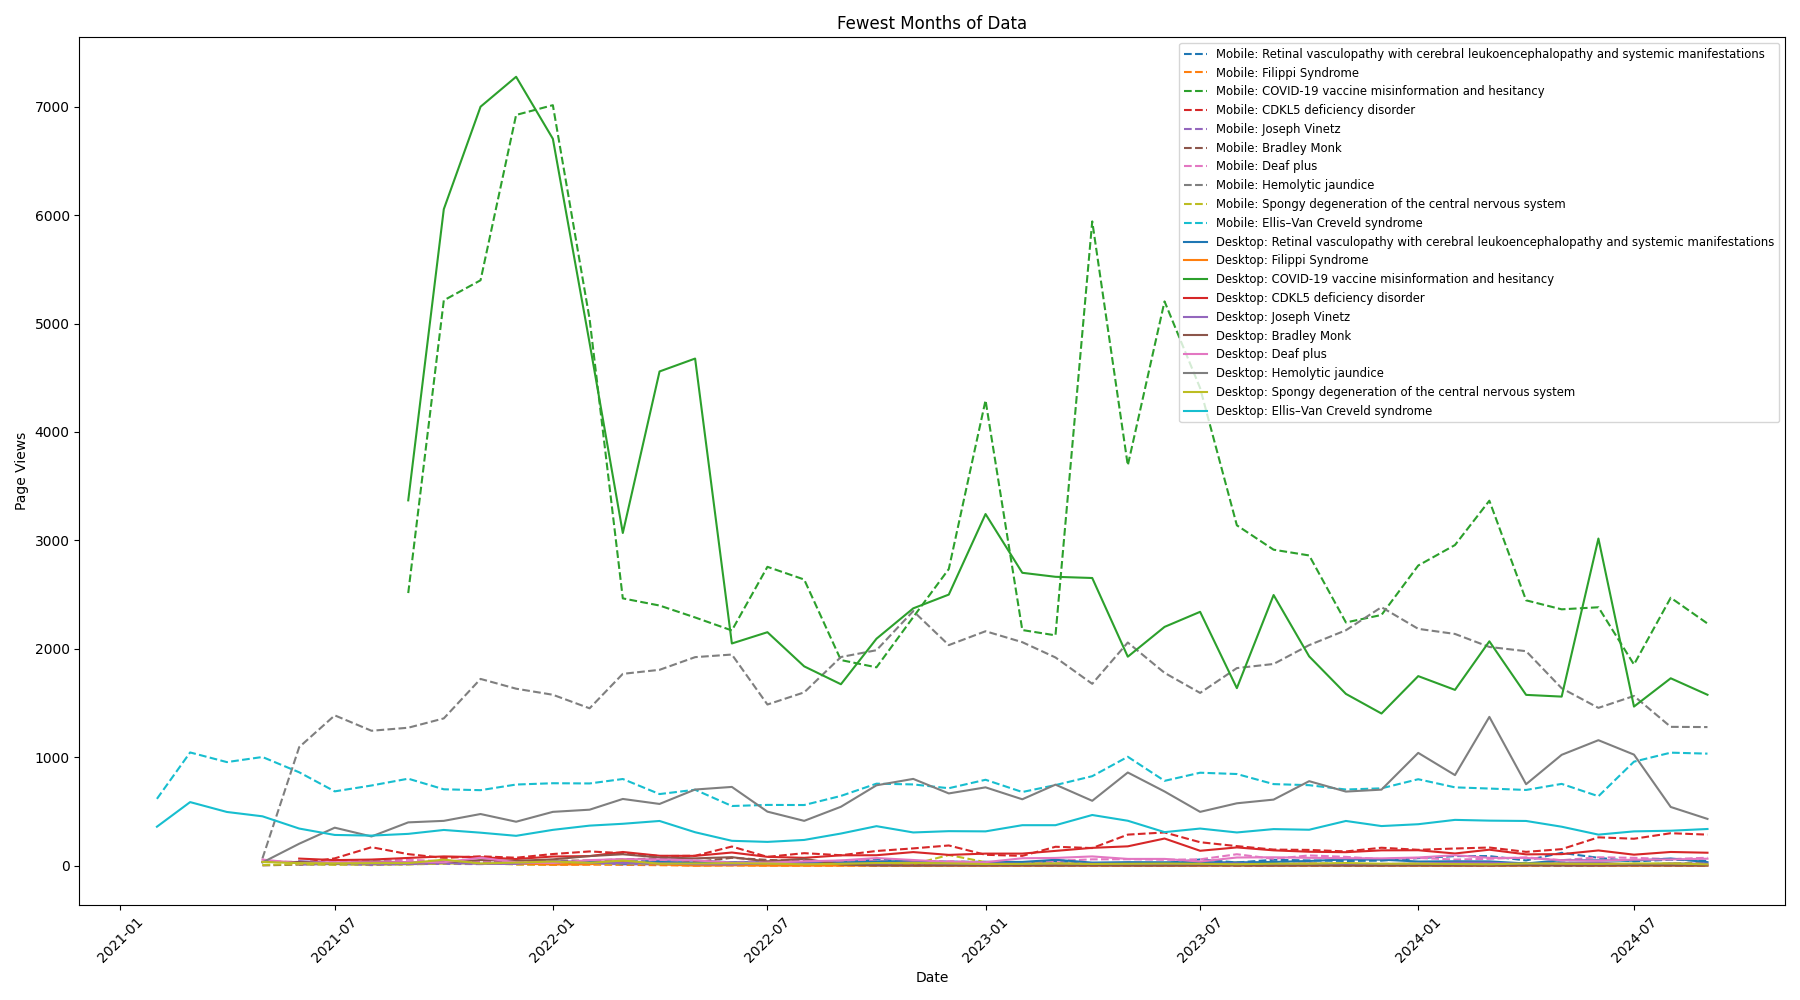 Fewest Months of Data
Mobile: Retinal vasculopathy with cerebral leukoencephalopathy and systemic manifestations
Mobile: Filippi Syndrome
Mobile: COVID-19 vaccine misinformation and hesitancy
Mobile: CDKL5 deficiency disorder
Mobile: Joseph Vinetz
Mobile: Bradley Monk
Mobile: Deaf plus
Mobile: Hemolytic jaundice
Mobile: Spongy degeneration of the central nervous system
Mobile: Ellis–Van Creveld syndrome
Desktop: Retinal vasculopathy with cerebral leukoencephalopathy and systemic manifestations
Desktop: Filippi Syndrome
Desktop: COVID-19 vaccine misinformation and hesitancy
Desktop: CDKL5 deficiency disorder
Desktop: Joseph Vinetz
Desktop: Bradley Monk
Desktop: Deaf plus
Desktop: Hemolytic jaundice
Desktop: Spongy degeneration of the central nervous system
Desktop: Ellis–Van Creveld syndrome
Page Views
7000
6000
5000
4000
3000
2000
1000
0
2021-01
2021-07
2022-01
2022-07
2023-01
2023-07
2024-01
2024-07
Date